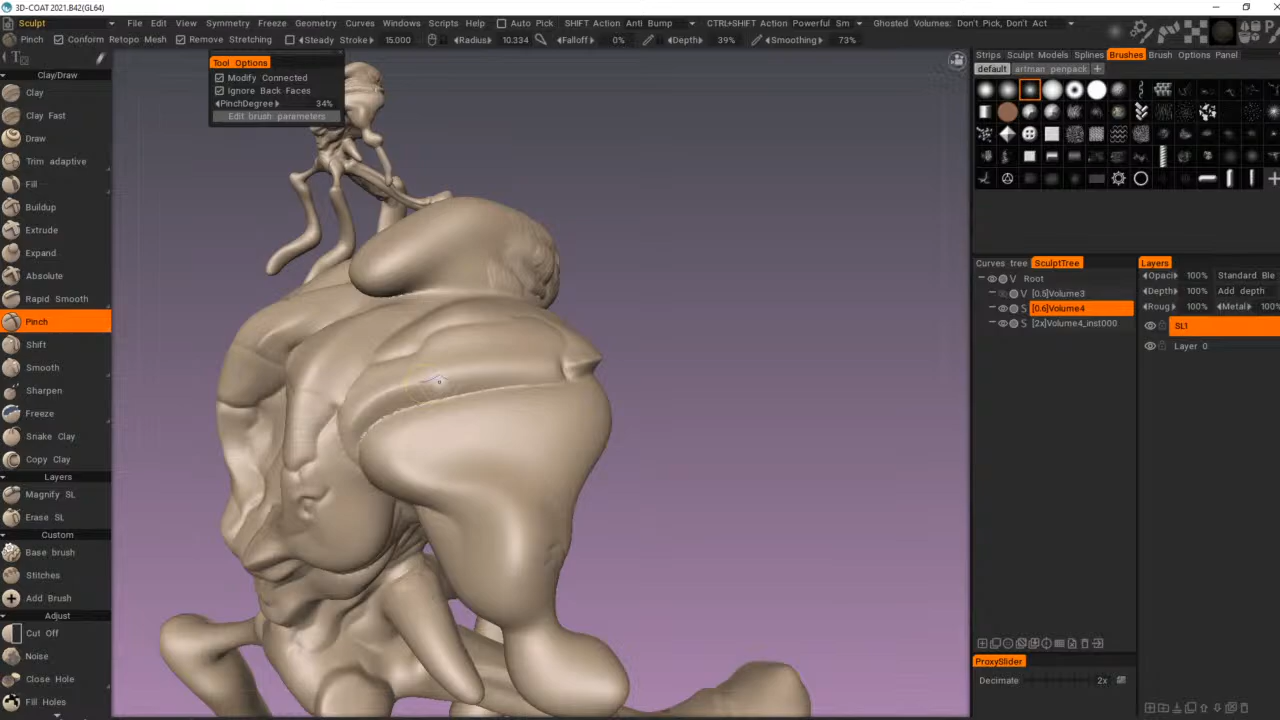 3D-COAT 2021.B42(GL64)
Sculpt File Edit View Symmetry Freeze Geometry Curves Windows Scripts Help Auto Pick SHIFT Action Anti Bump CTRL+SHIFT Action Powerful Sm Ghosted Volumes: Don't Pick, Don't Act
Pinch Conform Retopo Mesh Remove Stretching Steady Stroke 15.000 Radius 10.334 Falloff 0% Depth 39% Smoothing 73%
Tool Options
Modify Connected
Ignore Back Faces
PinchDegree 34%
Edit brush parameters
Clay/Draw
Clay
Clay Fast
Draw
Trim adaptive
Fill
Buildup
Extrude
Expand
Absolute
Rapid Smooth
Pinch
Shift
Smooth
Sharpen
Freeze
Snake Clay
Copy Clay
Layers
Magnify SL
Erase SL
Custom
Base brush
Stitches
Add Brush
Adjust
Cut Off
Noise
Close Hole
Fill Holes
Strips Sculpt Models Splines Brushes Brush Options Panel
default artman penpack +
Curves tree SculptTree
Root
V [0.5]Volume3
S [0.6]Volume4
S [2x]Volume4_inst000
Layers
Opaci 100% Standard Ble
Depth 100% Add depth
Roug 100% Metal 100%
SL1
Layer 0
ProxySlider
Decimate 2x